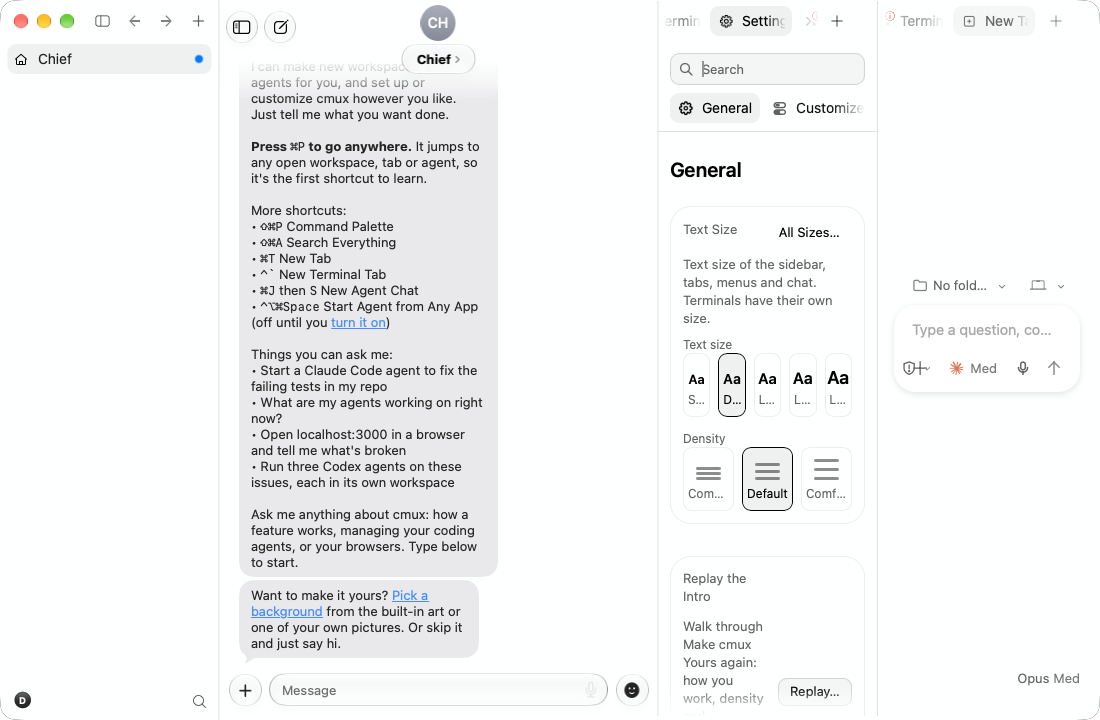 Chief
D
CH
Chief ›
I can make new workspac
agents for you, and set up or
customize cmux however you like.
Just tell me what you want done.
Press ⌘P to go anywhere. It jumps to
any open workspace, tab or agent, so
it's the first shortcut to learn.
More shortcuts:
• ⇧⌘P Command Palette
• ⇧⌘A Search Everything
• ⌘T New Tab
• ^` New Terminal Tab
• ⌘J then S New Agent Chat
• ^⌥⌘Space Start Agent from Any App
(off until you turn it on)
Things you can ask me:
• Start a Claude Code agent to fix the
failing tests in my repo
• What are my agents working on right
now?
• Open localhost:3000 in a browser
and tell me what's broken
• Run three Codex agents on these
issues, each in its own workspace
Ask me anything about cmux: how a
feature works, managing your coding
agents, or your browsers. Type below
to start.
Want to make it yours? Pick a
background from the built-in art or
one of your own pictures. Or skip it
and just say hi.
Message
ermin
Setting
Search
General
Customize
General
Text Size
All Sizes...
Text size of the sidebar,
tabs, menus and chat.
Terminals have their own
size.
Text size
Aa Aa Aa Aa Aa
S... D... L... L... L...
Density
Com... Default Comf...
Replay the
Intro
Walk through
Make cmux
Yours again:
how you
work, density
Replay...
Termin
New Ta
No fold...
Type a question, co...
Med
Opus Med